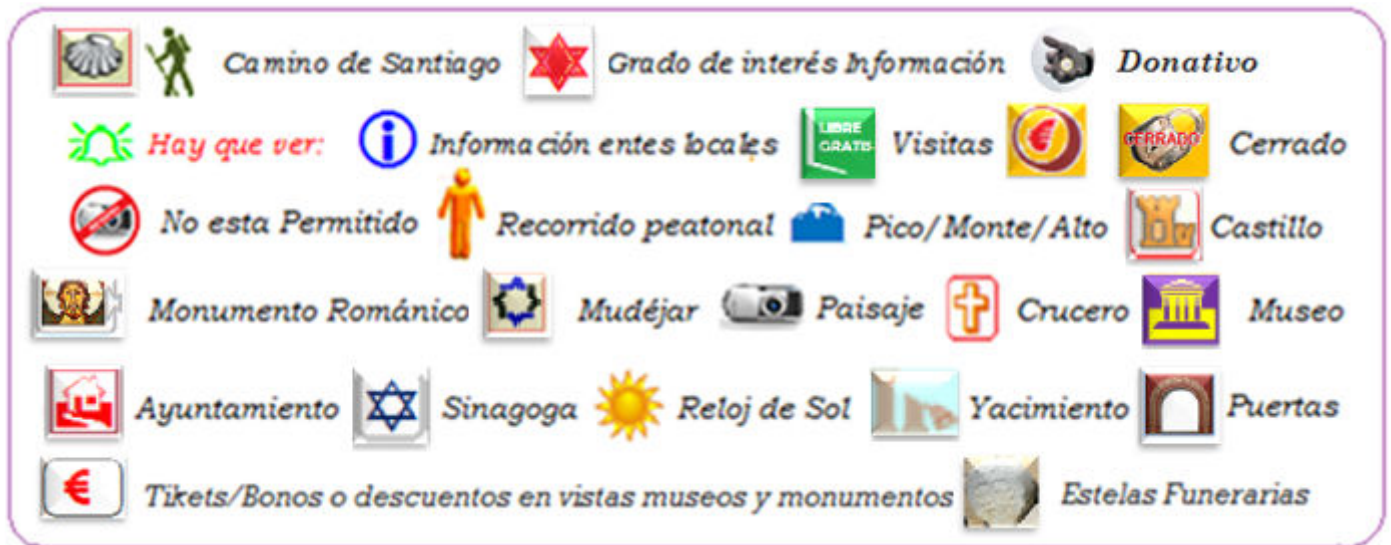 Camino de Santiago Grado de interés Información Donativo
Hay que ver: Información entes locales LIBRE GRATIS Visitas € CERRADO Cerrado
No esta Permitido Recorrido peatonal Pico/Monte/Alto Castillo
Monumento Románico Mudéjar Paisaje Crucero Museo
Ayuntamiento Sinagoga Reloj de Sol Yacimiento Puertas
€ Tikets/Bonos o descuentos en vistas museos y monumentos Estelas Funerarias